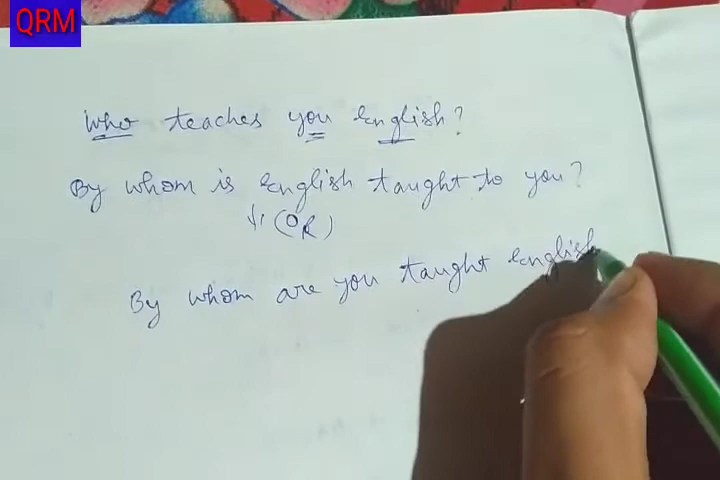 QRM
Who teaches you English?
By whom is English taught to you?
(OR)
By whom are you taught English